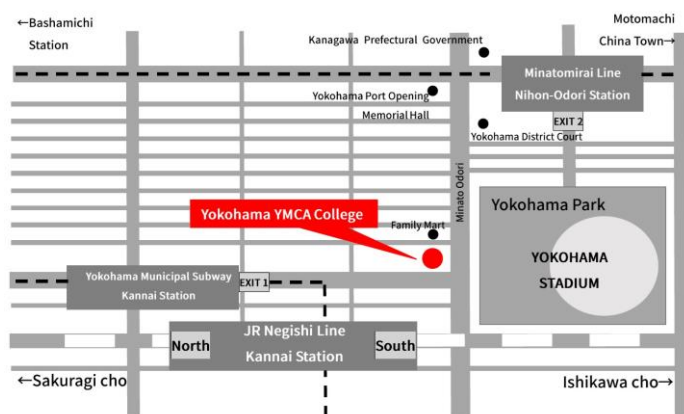 ←Bashamichi
Station
Motomachi
China Town→
Kanagawa Prefectural Government
Minatomirai Line
Nihon-Odori Station
EXIT 2
Yokohama Port Opening
Memorial Hall
Yokohama District Court
Minato Odori
Yokohama Park
YOKOHAMA
STADIUM
Yokohama YMCA College
Family Mart
Yokohama Municipal Subway
Kannai Station
EXIT 1
JR Negishi Line
Kannai Station
North
South
←Sakuragi cho
Ishikawa cho→